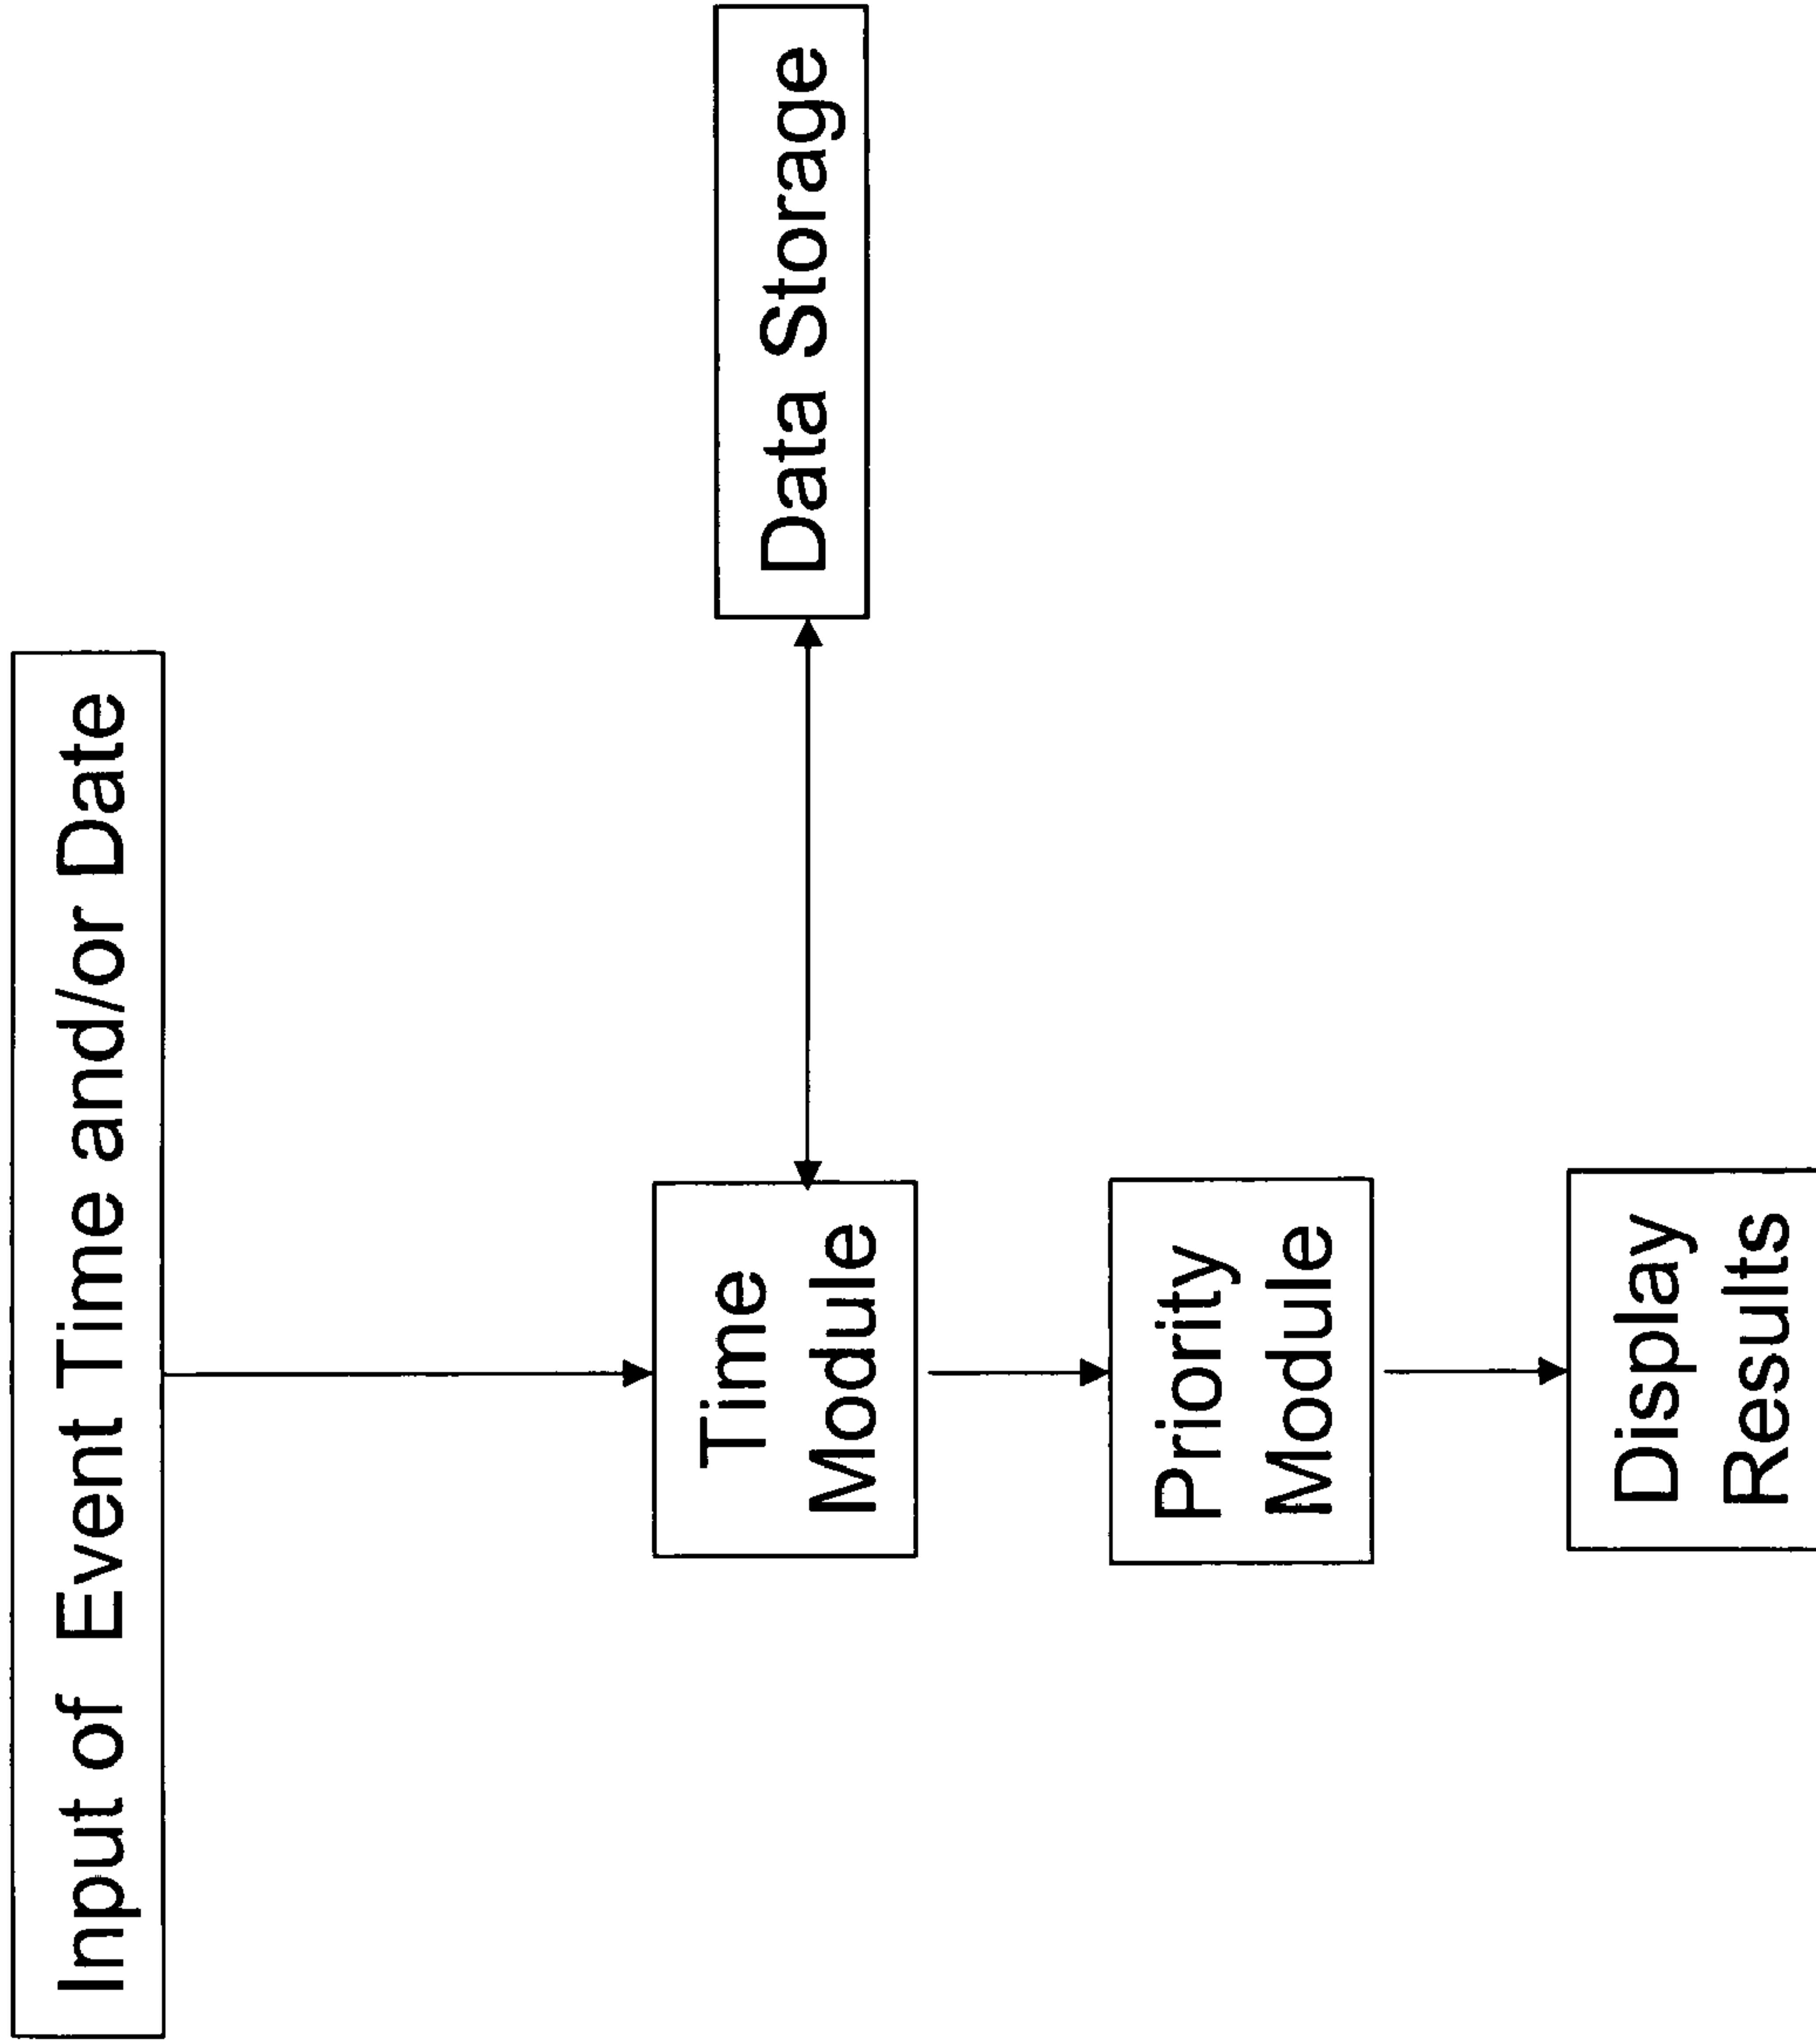 Input of Event Time and/or Date
Time
Module
Data Storage
Priority
Module
Display
Results